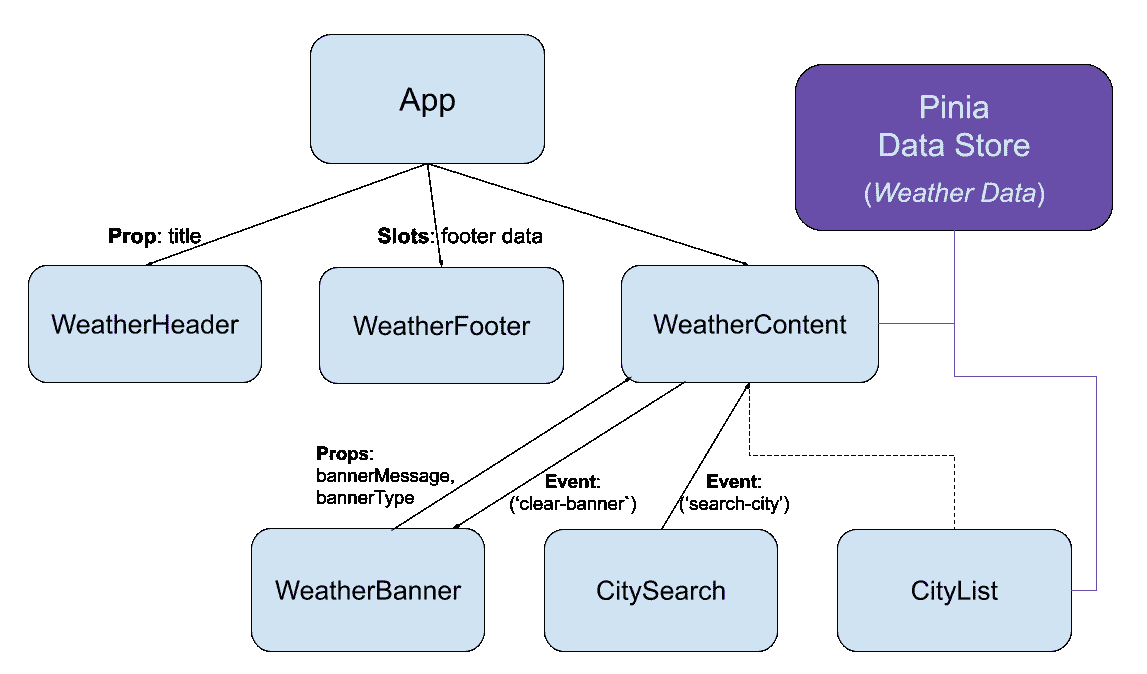 App
Pinia
Data Store
(Weather Data)
Prop: title
Slots: footer data
WeatherHeader
WeatherFooter
WeatherContent
Props:
bannerMessage,
bannerType
Event:
(‘clear-banner`)
Event:
(‘search-city’)
WeatherBanner
CitySearch
CityList